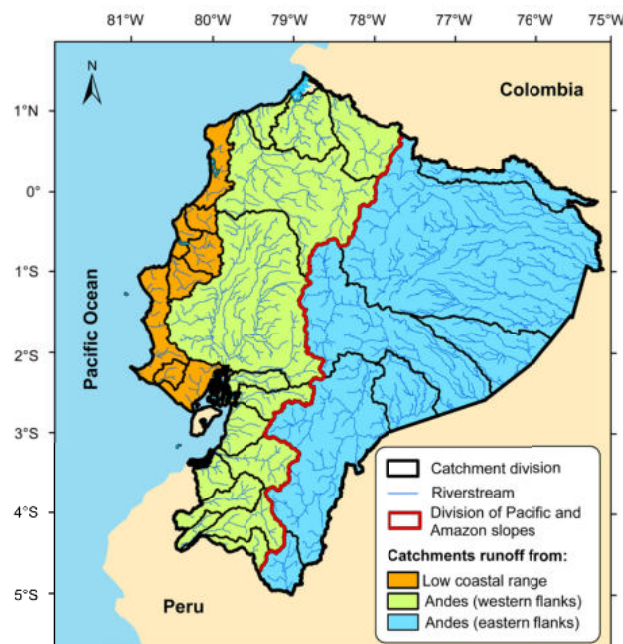 81°W 80°W 79°W 78°W 77°W 76°W 75°W
N
Colombia
1°N
0°
1°S
2°S
3°S
4°S
5°S
Pacific Ocean
Peru
Catchment division
Riverstream
Division of Pacific and
Amazon slopes
Catchments runoff from:
Low coastal range
Andes (western flanks)
Andes (eastern flanks)